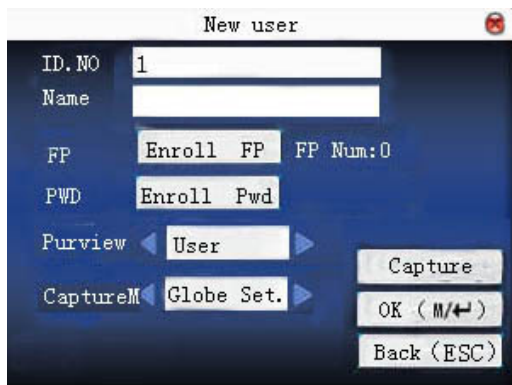 New user
ID.NO 1
Name
FP Enroll FP FP Num:0
PWD Enroll Pwd
Purview User
CaptureM Globe Set.
Capture
OK (M/↵)
Back(ESC)